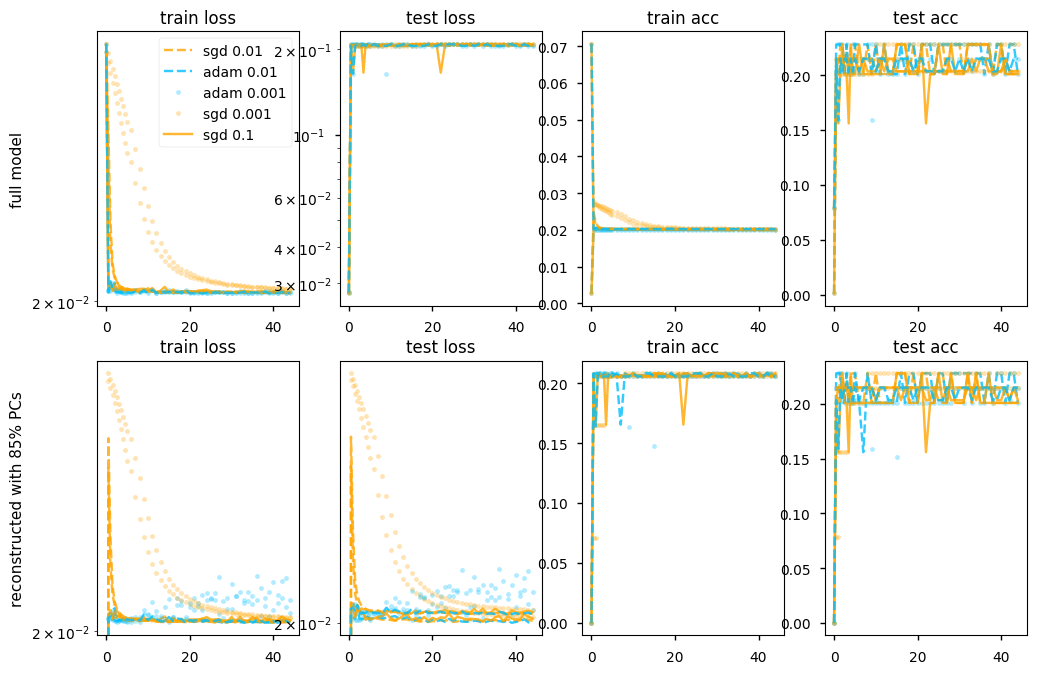 train loss
test loss
train acc
test acc
full model
sgd 0.01
adam 0.01
adam 0.001
sgd 0.001
sgd 0.1
2 × 10⁻²
0 20 40
2 × 10⁻¹
10⁻¹
6 × 10⁻²
4 × 10⁻²
3 × 10⁻²
0 20 40
0.07
0.06
0.05
0.04
0.03
0.02
0.01
0.00
0 20 40
0.20
0.15
0.10
0.05
0.00
0 20 40
train loss
test loss
train acc
test acc
reconstructed with 85% PCs
2 × 10⁻²
0 20 40
2 × 10⁻²
0 20 40
0.20
0.15
0.10
0.05
0.00
0 20 40
0.20
0.15
0.10
0.05
0.00
0 20 40